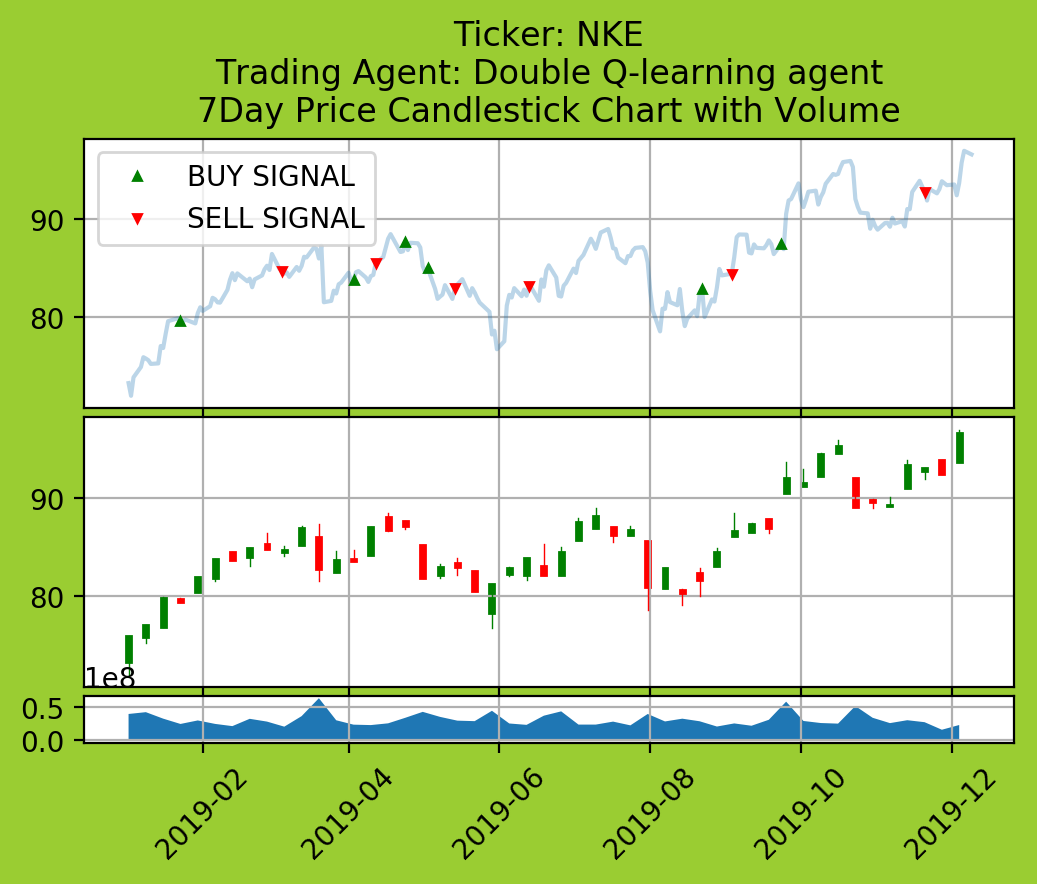 Ticker: NKE
Trading Agent: Double Q-learning agent
7Day Price Candlestick Chart with Volume
BUY SIGNAL
SELL SIGNAL
90
80
90
80
1e8
0.5
0.0
2019-02
2019-04
2019-06
2019-08
2019-10
2019-12